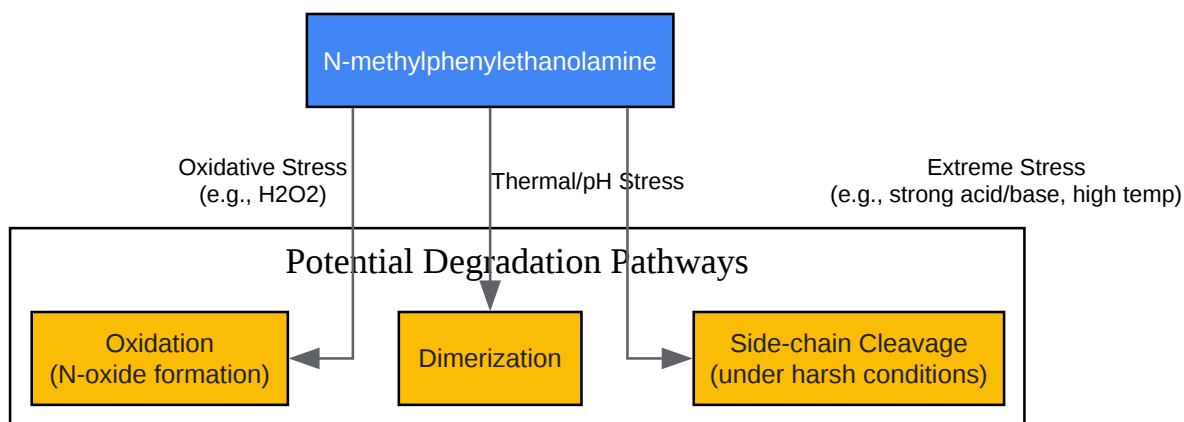 N-methylphenylethanolamine
Oxidative Stress
(e.g., H2O2)
Thermal/pH Stress
Extreme Stress
(e.g., strong acid/base, high temp)
Potential Degradation Pathways
Oxidation
(N-oxide formation)
Dimerization
Side-chain Cleavage
(under harsh conditions)